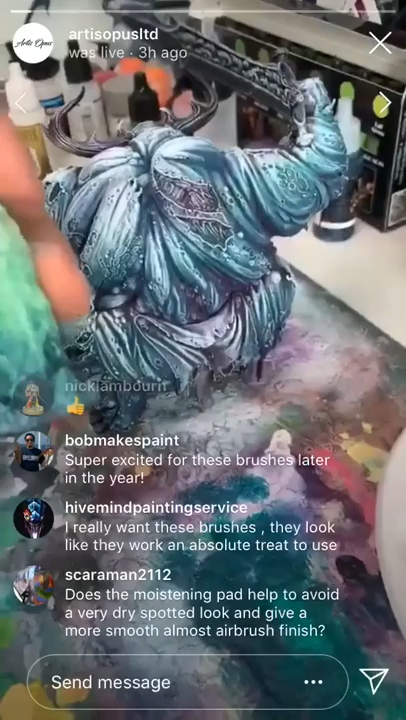 artisopusltd
was live · 3h ago
Artis Opus
nicklambourn
👍
bobmakespaint
Super excited for these brushes later
in the year!
hivemindpaintingservice
I really want these brushes , they look
like they work an absolute treat to use
scaraman2112
Does the moistening pad help to avoid
a very dry spotted look and give a
more smooth almost airbrush finish?
Send message